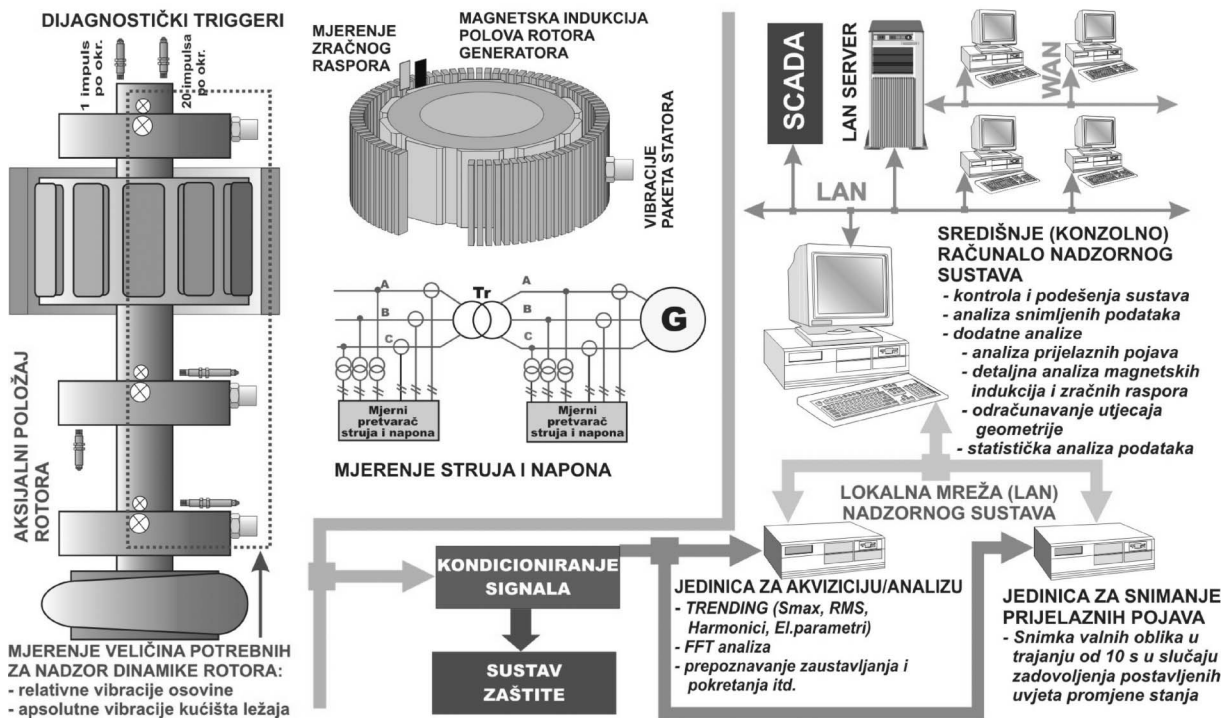 DIJAGNOSTIČKI TRIGGERI
1 impuls
po okr.
20 impulsa
po okr.
AKSIJALNI POLOŽAJ
ROTORA
MJERENJE VELIČINA POTREBNIH
ZA NADZOR DINAMIKE ROTORA:
- relativne vibracije osovine
- apsolutne vibracije kućišta ležaja
MJERENJE
ZRAČNOG
RASPORA
MAGNETSKA INDUKCIJA
POLOVA ROTORA
GENERATORA
VIBRACIJE
PAKETA STATORA
A
B
C
Tr
A
B
C
G
Mjerni
pretvarač
struja i napona
Mjerni
pretvarač
struja i napona
MJERENJE STRUJA I NAPONA
KONDICIONIRANJE
SIGNALA
SUSTAV
ZAŠTITE
SCADA
LAN SERVER
WAN
LAN
SREDIŠNJE (KONZOLNO)
RAČUNALO NADZORNOG
SUSTAVA
- kontrola i podešenja sustava
- analiza snimljenih podataka
- dodatne analize
- analiza prijelaznih pojava
- detaljna analiza magnetskih
indukcija i zračnih raspora
- odračunavanje utjecaja
geometrije
- statistička analiza podataka
LOKALNA MREŽA (LAN)
NADZORNOG SUSTAVA
JEDINICA ZA AKVIZICIJU/ANALIZU
- TRENDING (Smax, RMS,
Harmonici, El.parametri)
- FFT analiza
- prepoznavanje zaustavljanja i
pokretanja itd.
JEDINICA ZA SNIMANJE
PRIJELAZNIH POJAVA
- Snimka valnih oblika u
trajanju od 10 s u slučaju
zadovoljenja postavljenih
uvjeta promjene stanja